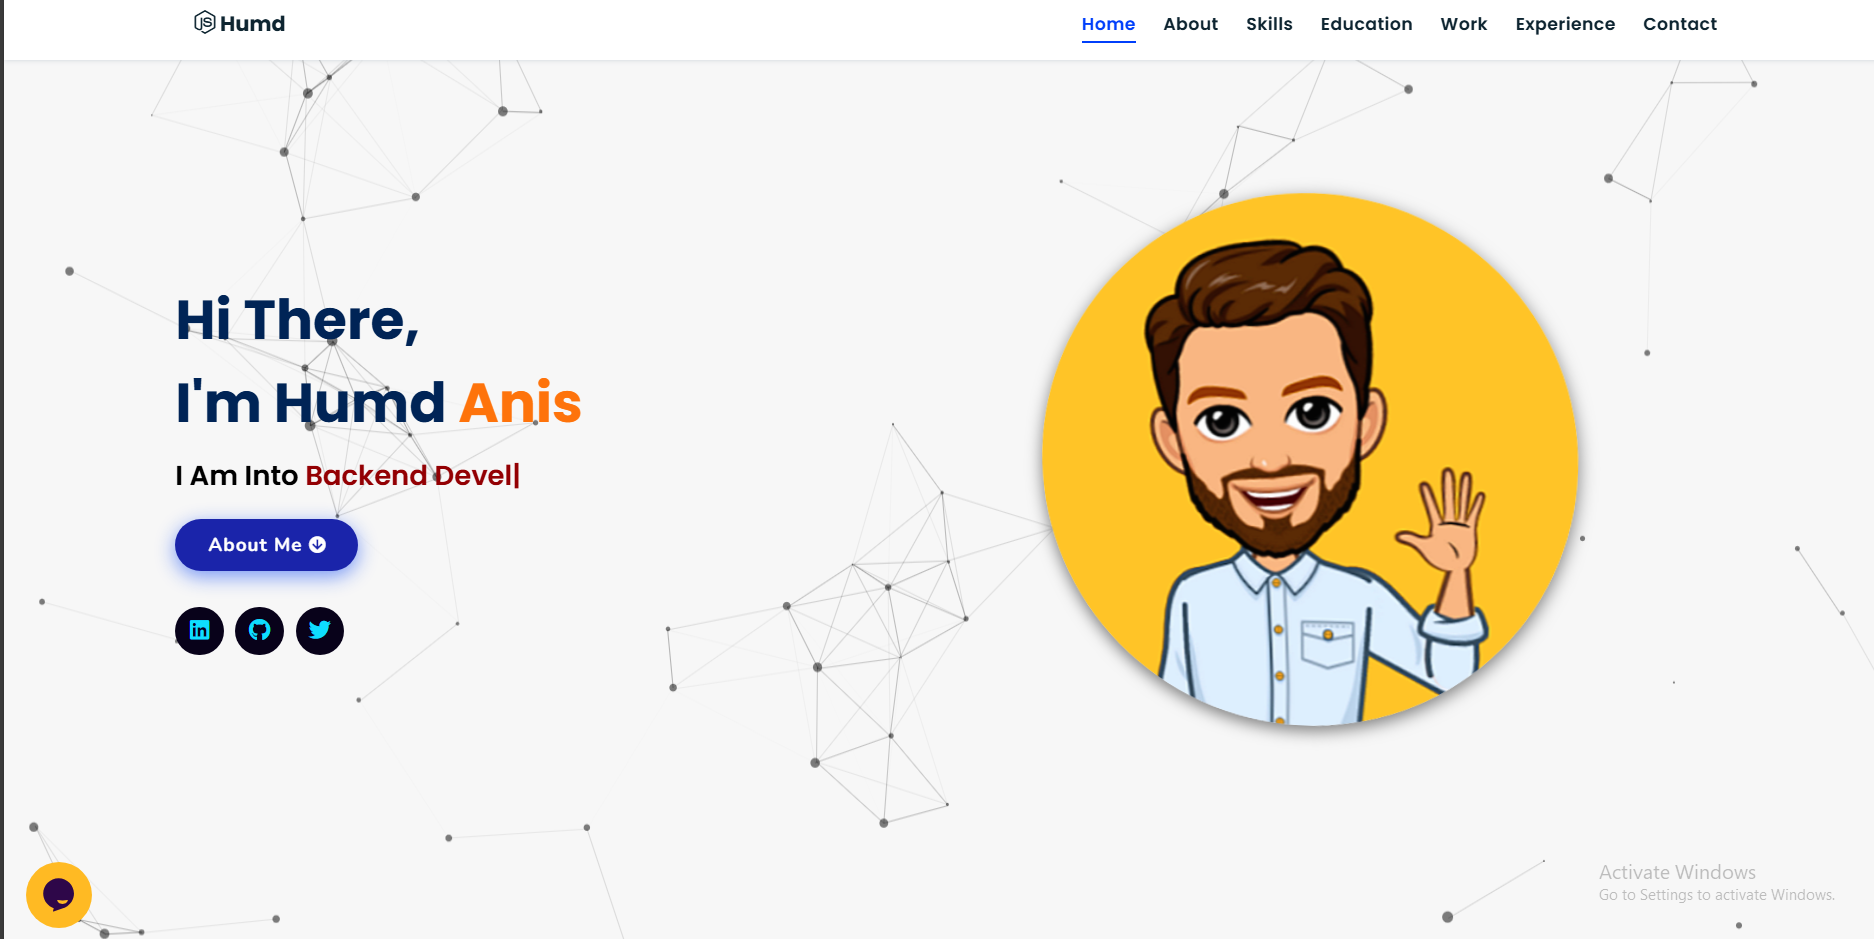 Humd
Home About Skills Education Work Experience Contact
Hi There,
I'm Humd Anis
I Am Into Backend Devel|
About Me
Activate Windows
Go to Settings to activate Windows.